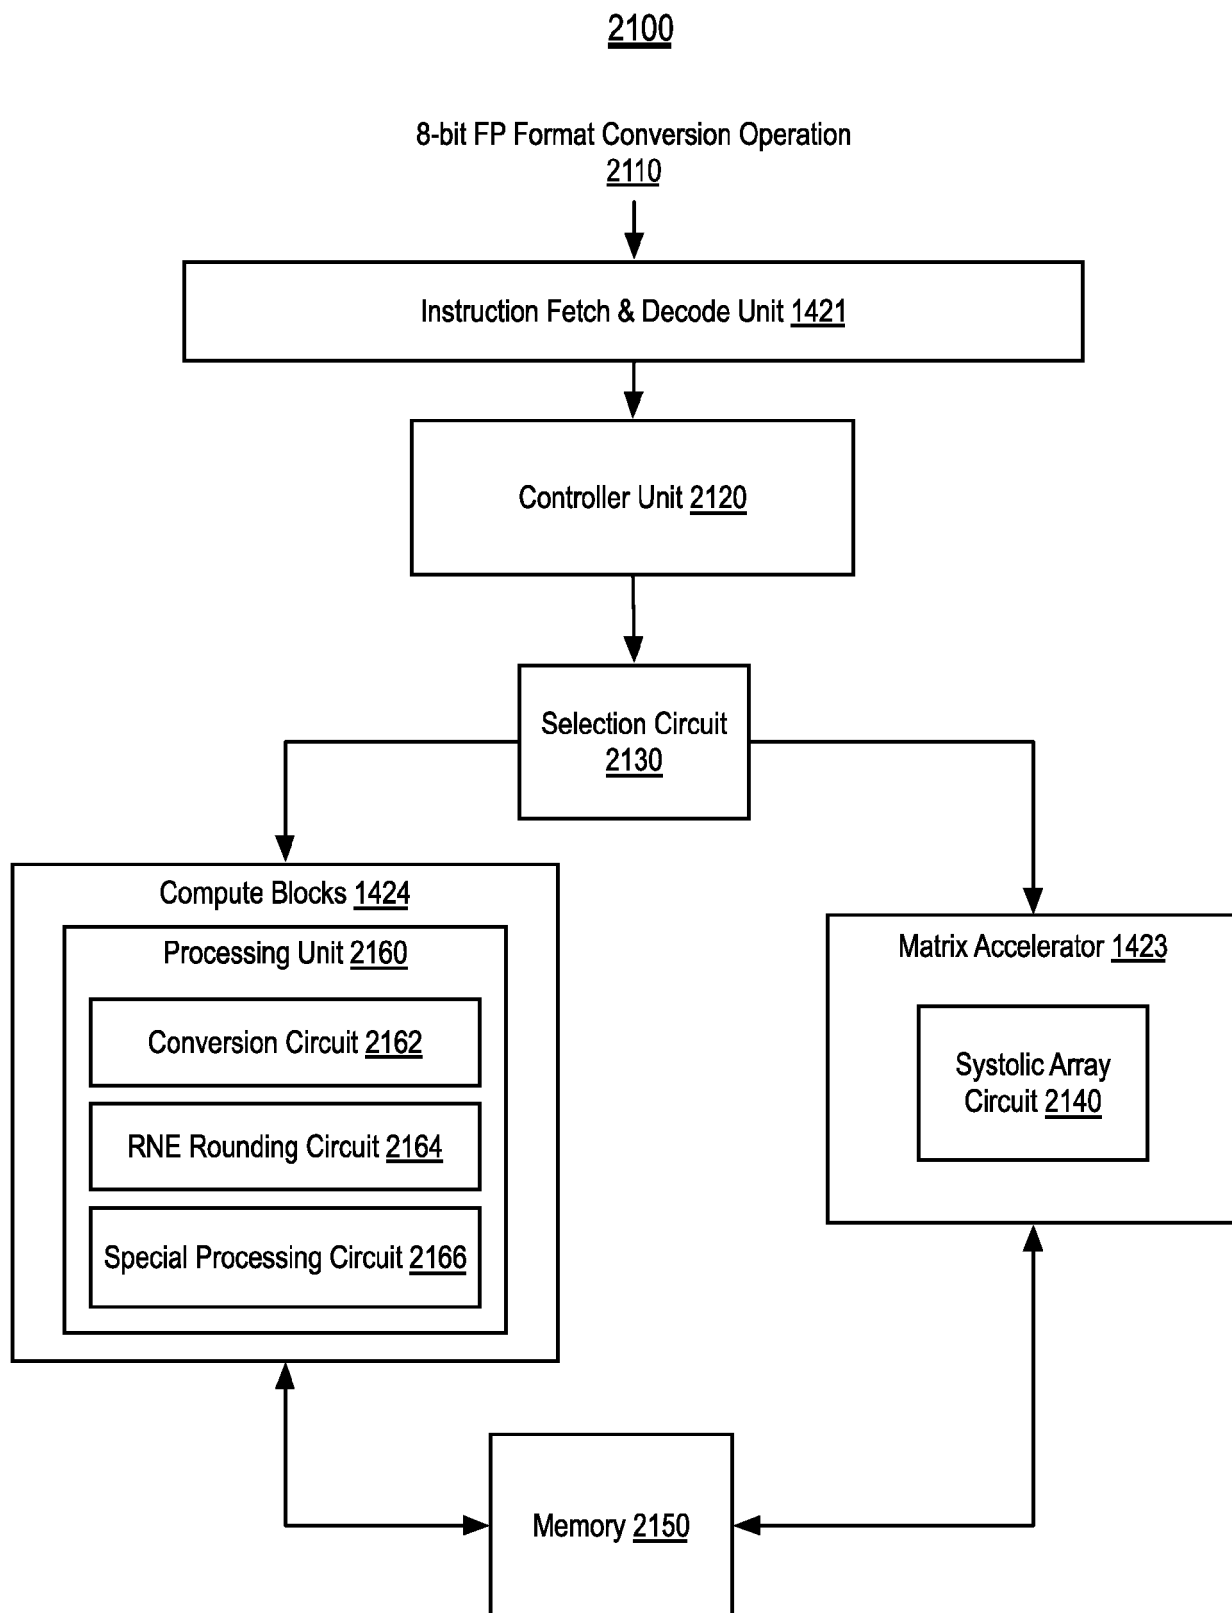 2100
8-bit FP Format Conversion Operation
2110
Instruction Fetch & Decode Unit 1421
Controller Unit 2120
Selection Circuit
2130
Compute Blocks 1424
Processing Unit 2160
Conversion Circuit 2162
RNE Rounding Circuit 2164
Special Processing Circuit 2166
Matrix Accelerator 1423
Systolic Array
Circuit 2140
Memory 2150